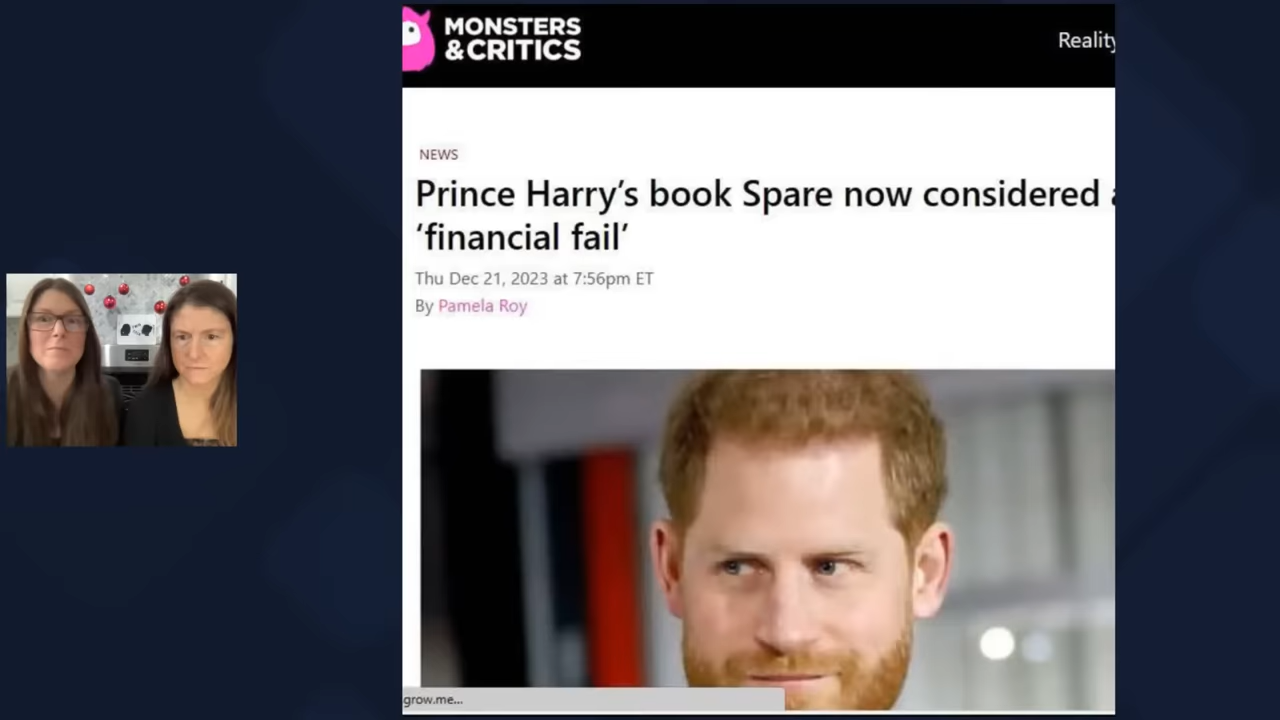 MONSTERS
& CRITICS
Reality
NEWS
Prince Harry’s book Spare now considered
‘financial fail’
Thu Dec 21, 2023 at 7:56pm ET
By Pamela Roy
grow.me...